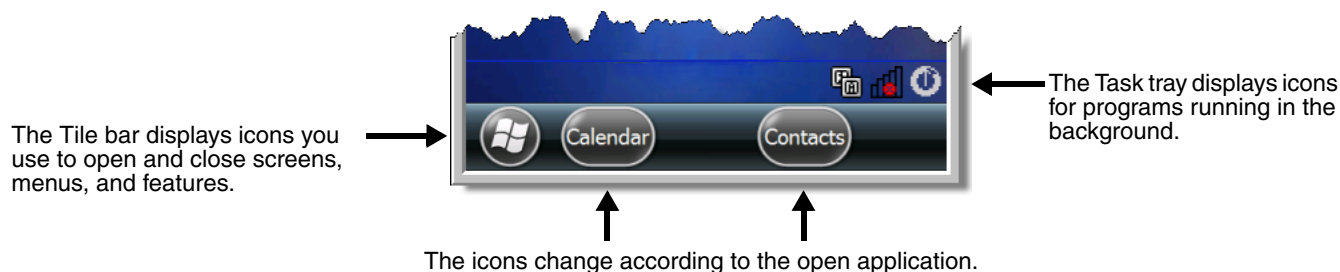 The Task tray displays icons
for programs running in the
background.
The Tile bar displays icons you
use to open and close screens,
menus, and features.
Calendar
Contacts
The icons change according to the open application.